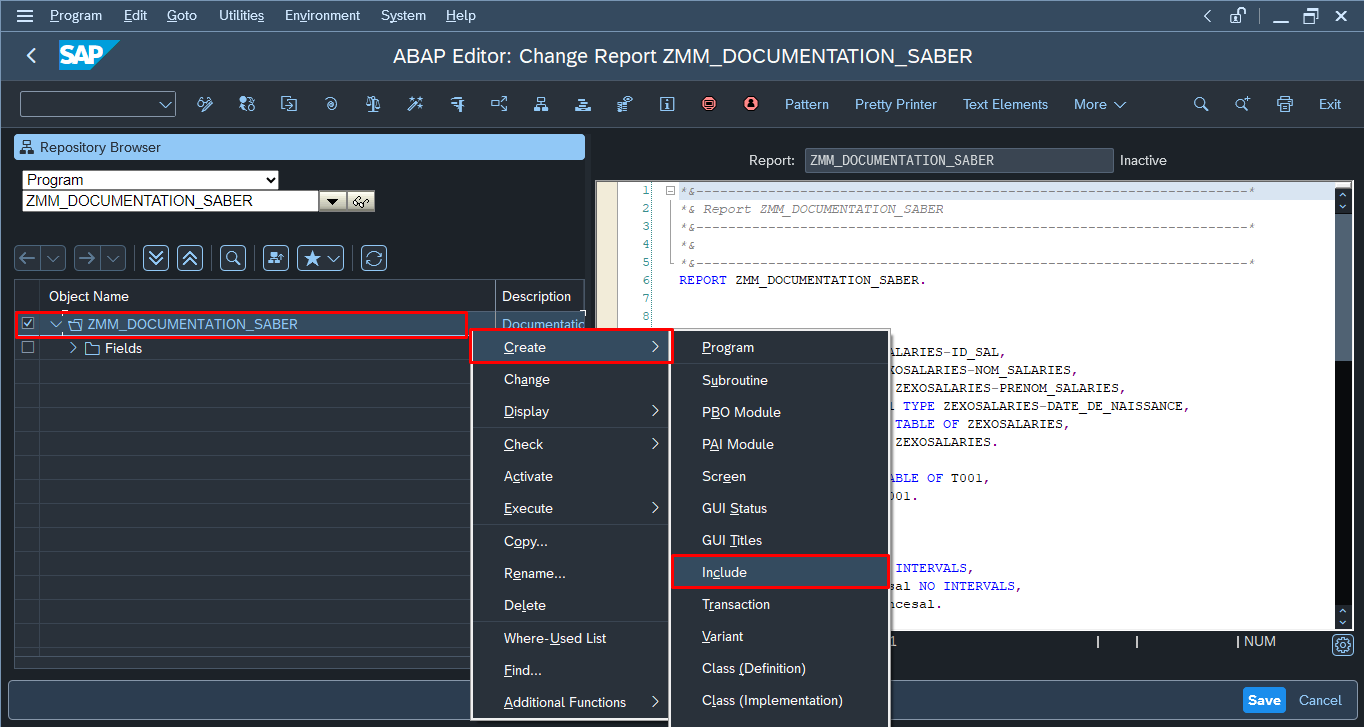 Program Edit Goto Utilities Environment System Help
SAP ABAP Editor: Change Report ZMM_DOCUMENTATION_SABER
Pattern Pretty Printer Text Elements More Exit
Repository Browser
Program
ZMM_DOCUMENTATION_SABER
Object Name Description
ZMM_DOCUMENTATION_SABER Documentatic
Fields
Create
Change
Display
Check
Activate
Execute
Copy...
Rename...
Delete
Where-Used List
Find...
Additional Functions
Program
Subroutine
PBO Module
PAI Module
Screen
GUI Status
GUI Titles
Include
Transaction
Variant
Class (Definition)
Class (Implementation)
Report: ZMM_DOCUMENTATION_SABER Inactive
1 *&---------------------------------------------------------------------*
2 *& Report ZMM_DOCUMENTATION_SABER
3 *&---------------------------------------------------------------------*
4 *&
5 *&---------------------------------------------------------------------*
6 REPORT ZMM_DOCUMENTATION_SABER.
7
8
ALARIES-ID_SAL,
XOSALARIES-NOM_SALARIES,
ZEXOSALARIES-PRENOM_SALARIES,
TYPE ZEXOSALARIES-DATE_DE_NAISSANCE,
TABLE OF ZEXOSALARIES,
ZEXOSALARIES.
ABLE OF T001,
001.
INTERVALS,
sal NO INTERVALS,
ncesal.
1 NUM
Save Cancel